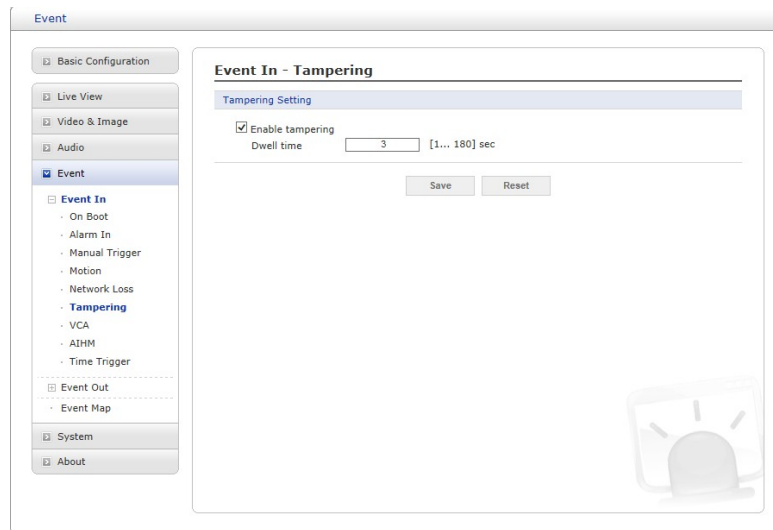 Event
Basic Configuration
Live View
Video & Image
Audio
Event
Event In
On Boot
Alarm In
Manual Trigger
Motion
Network Loss
Tampering
VCA
AIHM
Time Trigger
Event Out
Event Map
System
About
Event In - Tampering
Tampering Setting
Enable tampering
Dwell time 3 [1... 180] sec
Save Reset